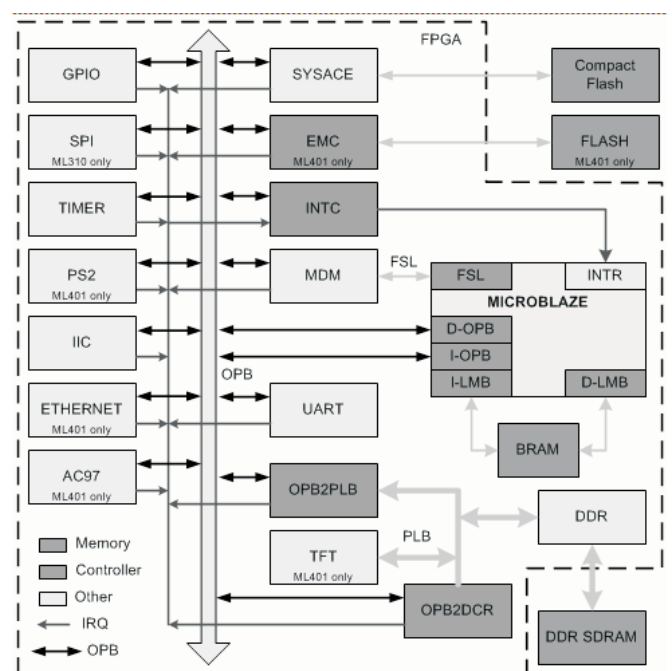 FPGA
GPIO
SYSACE
Compact
Flash
SPI
ML310 only
EMC
ML401 only
FLASH
ML401 only
TIMER
INTC
PS2
ML401 only
MDM
FSL
FSL
INTR
MICROBLAZE
D-OPB
I-OPB
I-LMB
D-LMB
IIC
OPB
ETHERNET
ML401 only
UART
BRAM
AC97
ML401 only
OPB2PLB
DDR
PLB
TFT
ML401 only
OPB2DCR
DDR SDRAM
Memory
Controller
Other
IRQ
OPB